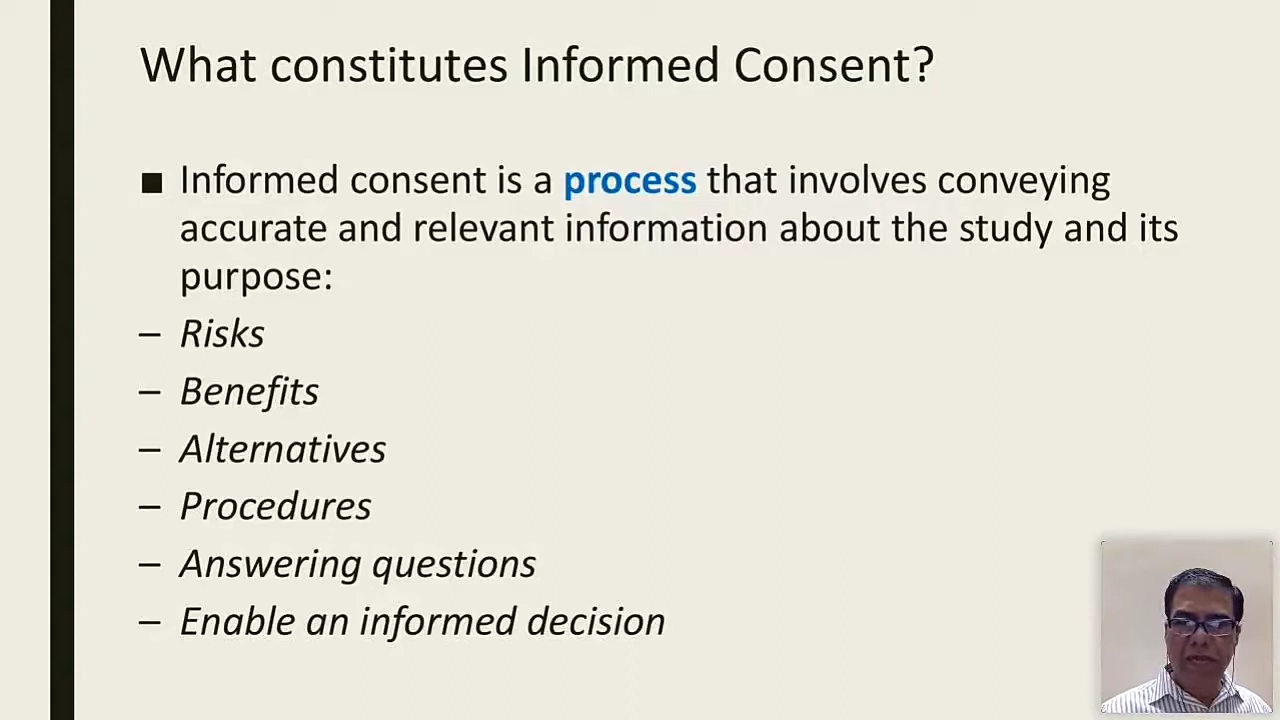 What constitutes Informed Consent?
■ Informed consent is a process that involves conveying
accurate and relevant information about the study and its
purpose:
– Risks
– Benefits
– Alternatives
– Procedures
– Answering questions
– Enable an informed decision